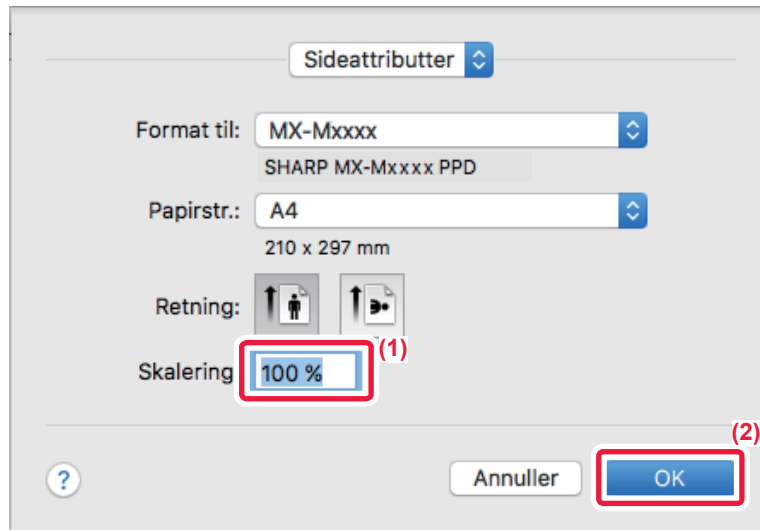 Sideattributter
Format til: MX-Mxxxx
SHARP MX-Mxxxx PPD
Papirstr.: A4
210 x 297 mm
Retning:
(1)
Skalering 100 %
(2)
? Annuller OK